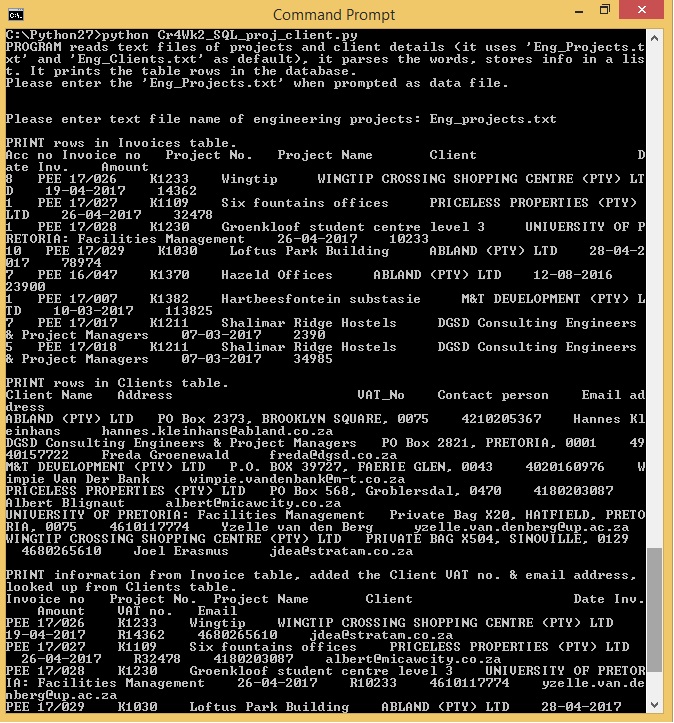 Command Prompt
C:\Python27>python Cr4Wk2_SQL_proj_client.py
PROGRAM reads text files of projects and client details (it uses 'Eng_Projects.t
xt' and 'Eng_Clients.txt' as default), it parses the words, stores info in a lis
t. It prints the table rows in the database.
Please enter the 'Eng_Projects.txt' when prompted as data file.
Please enter text file name of engineering projects: Eng_projects.txt
PRINT rows in Invoices table.
Acc no Invoice no   Project No.   Project Name       Client                       D
ate Inv.    Amount
8   PEE 17/026    K1233    Wingtip     WINGTIP CROSSING SHOPPING CENTRE (PTY) LT
D    19-04-2017    14362
1   PEE 17/027    K1109    Six fountains offices     PRICELESS PROPERTIES (PTY)
LTD    26-04-2017    32478
1   PEE 17/028    K1230    Groenkloof student centre level 3     UNIVERSITY OF P
RETORIA: Facilities Management    26-04-2017    10233
10   PEE 17/029    K1030    Loftus Park Building     ABLAND (PTY) LTD    28-04-2
017    78974
7   PEE 16/047    K1370    Hazeld Offices     ABLAND (PTY) LTD    12-08-2016
23900
1   PEE 17/007    K1382    Hartbeesfontein substasie     M&T DEVELOPMENT (PTY) L
TD    10-03-2017    113825
7   PEE 17/017    K1211    Shalimar Ridge Hostels     DGSD Consulting Engineers
& Project Managers    07-03-2017    2390
5   PEE 17/018    K1211    Shalimar Ridge Hostels     DGSD Consulting Engineers
& Project Managers    07-03-2017    34985
PRINT rows in Clients table.
Client Name   Address                       VAT_No    Contact person    Email ad
dress
ABLAND (PTY) LTD   PO Box 2373, BROOKLYN SQUARE, 0075    4210205367    Hannes Kl
einhans     hannes.kleinhans@abland.co.za
DGSD Consulting Engineers & Project Managers   PO Box 2821, PRETORIA, 0001    49
40157722    Freda Groenewald     freda@dgsd.co.za
M&T DEVELOPMENT (PTY) LTD   P.O. BOX 39727, FAERIE GLEN, 0043    4020160976    W
impie Van Der Bank     wimpie.vandenbank@m-t.co.za
PRICELESS PROPERTIES (PTY) LTD   PO Box 568, Groblersdal, 0470    4180203087
Albert Blignaut     albert@micawcity.co.za
UNIVERSITY OF PRETORIA: Facilities Management   Private Bag X20, HATFIELD, PRETO
RIA, 0075    4610117774    Yzelle van den Berg     yzelle.van.denberg@up.ac.za
WINGTIP CROSSING SHOPPING CENTRE (PTY) LTD   PRIVATE BAG X504, SINOVILLE, 0129
4680265610    Joel Erasmus     jdea@stratam.co.za
PRINT information from Invoice table, added the Client VAT no. & email address,
looked up from Clients table.
Invoice no   Project No.   Project Name       Client                    Date Inv.
Amount    VAT no.    Email
PEE 17/026    K1233    Wingtip     WINGTIP CROSSING SHOPPING CENTRE (PTY) LTD
19-04-2017    R14362    4680265610    jdea@stratam.co.za
PEE 17/027    K1109    Six fountains offices     PRICELESS PROPERTIES (PTY) LTD
26-04-2017    R32478    4180203087    albert@micawcity.co.za
PEE 17/028    K1230    Groenkloof student centre level 3     UNIVERSITY OF PRETOR
IA: Facilities Management    26-04-2017    R10233    4610117774    yzelle.van.de
nberg@up.ac.za
PEE 17/029    K1030    Loftus Park Building     ABLAND (PTY) LTD    28-04-2017